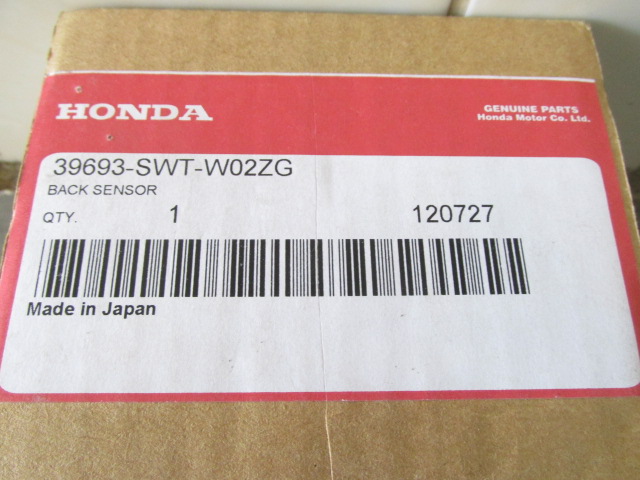 HONDA
GENUINE PARTS
Honda Motor Co. Ltd.
39693-SWT-W02ZG
BACK SENSOR
QTY. 1 120727
Made in Japan